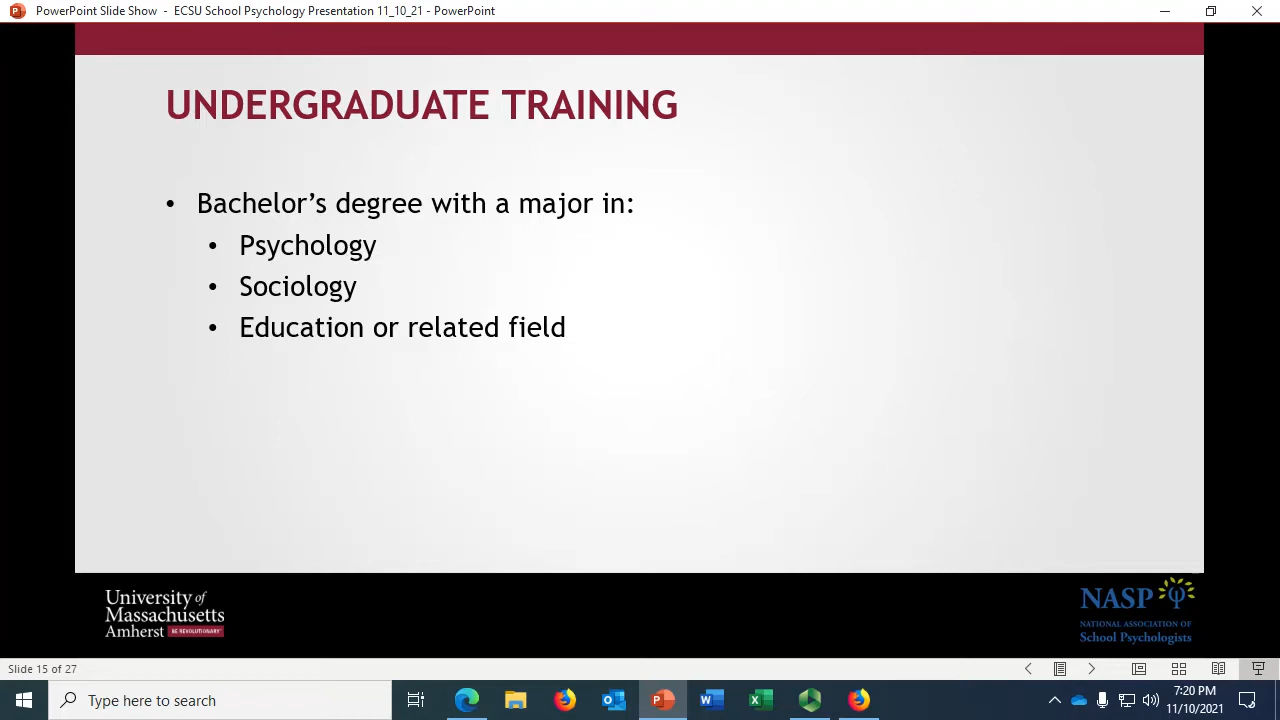 PowerPoint Slide Show - ECSU School Psychology Presentation 11_10_21 - PowerPoint
UNDERGRADUATE TRAINING
• Bachelor’s degree with a major in:
• Psychology
• Sociology
• Education or related field
University of
Massachusetts
Amherst BE REVOLUTIONARY
NASP
NATIONAL ASSOCIATION OF
School Psychologists
Slide 15 of 27
Type here to search
7:20 PM
11/10/2021